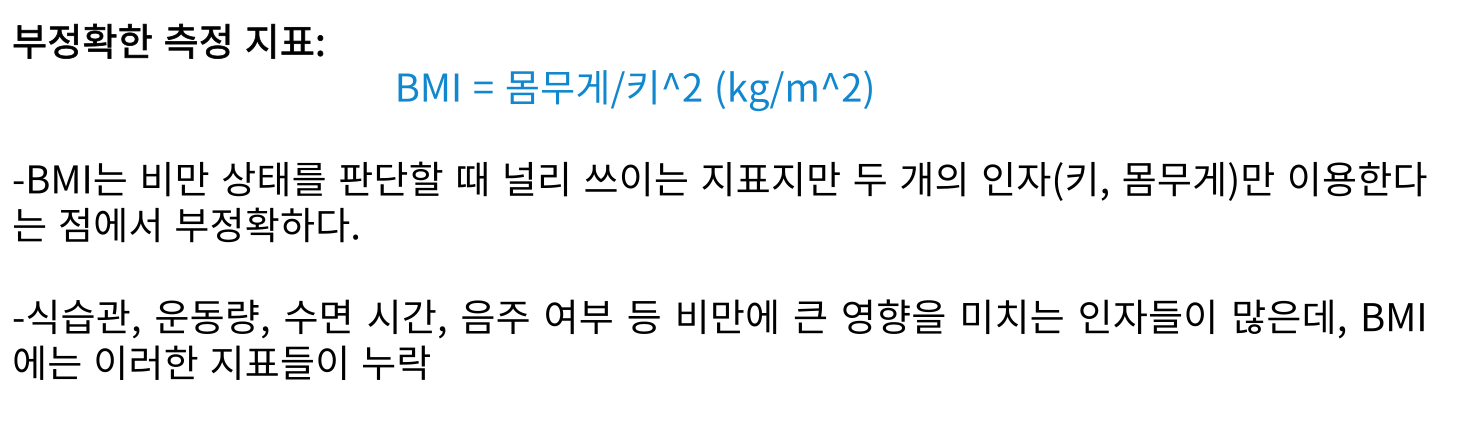 부정확한 측정 지표:
BMI = 몸무게/키^2 (kg/m^2)
-BMI는 비만 상태를 판단할 때 널리 쓰이는 지표지만 두 개의 인자(키, 몸무게)만 이용한다
는 점에서 부정확하다.
-식습관, 운동량, 수면 시간, 음주 여부 등 비만에 큰 영향을 미치는 인자들이 많은데, BMI
에는 이러한 지표들이 누락